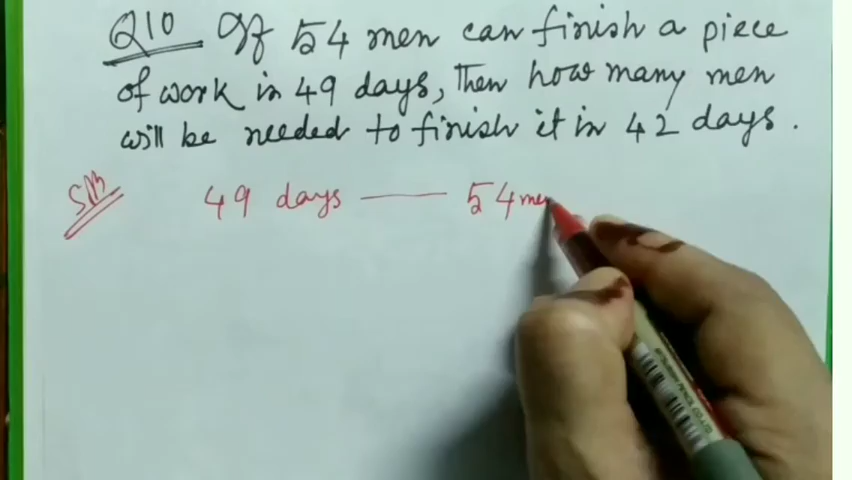 Q10 If 54 men can finish a piece
of work in 49 days, Then how many men
will be needed to finish it in 42 days.
49 days — 54 men